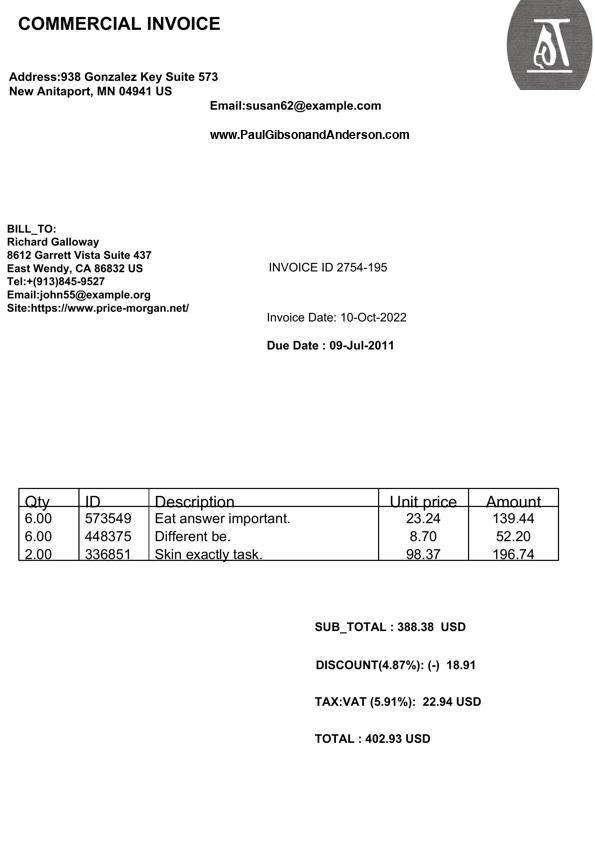 COMMERCIAL INVOICE
Address:938 Gonzalez Key Suite 573
New Anitaport, MN 04941 US
Email:susan62@example.com
www.PaulGibsonandAnderson.com
BILL_TO:
Richard Galloway
8612 Garrett Vista Suite 437
East Wendy, CA 86832 US
Tel:+(913)845-9527
Email:john55@example.org
Site:https://www.price-morgan.net/
INVOICE ID 2754-195
Invoice Date: 10-Oct-2022
Due Date : 09-Jul-2011
Qty ID Description Unit price Amount
6.00 573549 Eat answer important. 23.24 139.44
6.00 448375 Different be. 8.70 52.20
2.00 336851 Skin exactly task. 98.37 196.74
SUB_TOTAL : 388.38 USD
DISCOUNT(4.87%): (-) 18.91
TAX:VAT (5.91%): 22.94 USD
TOTAL : 402.93 USD